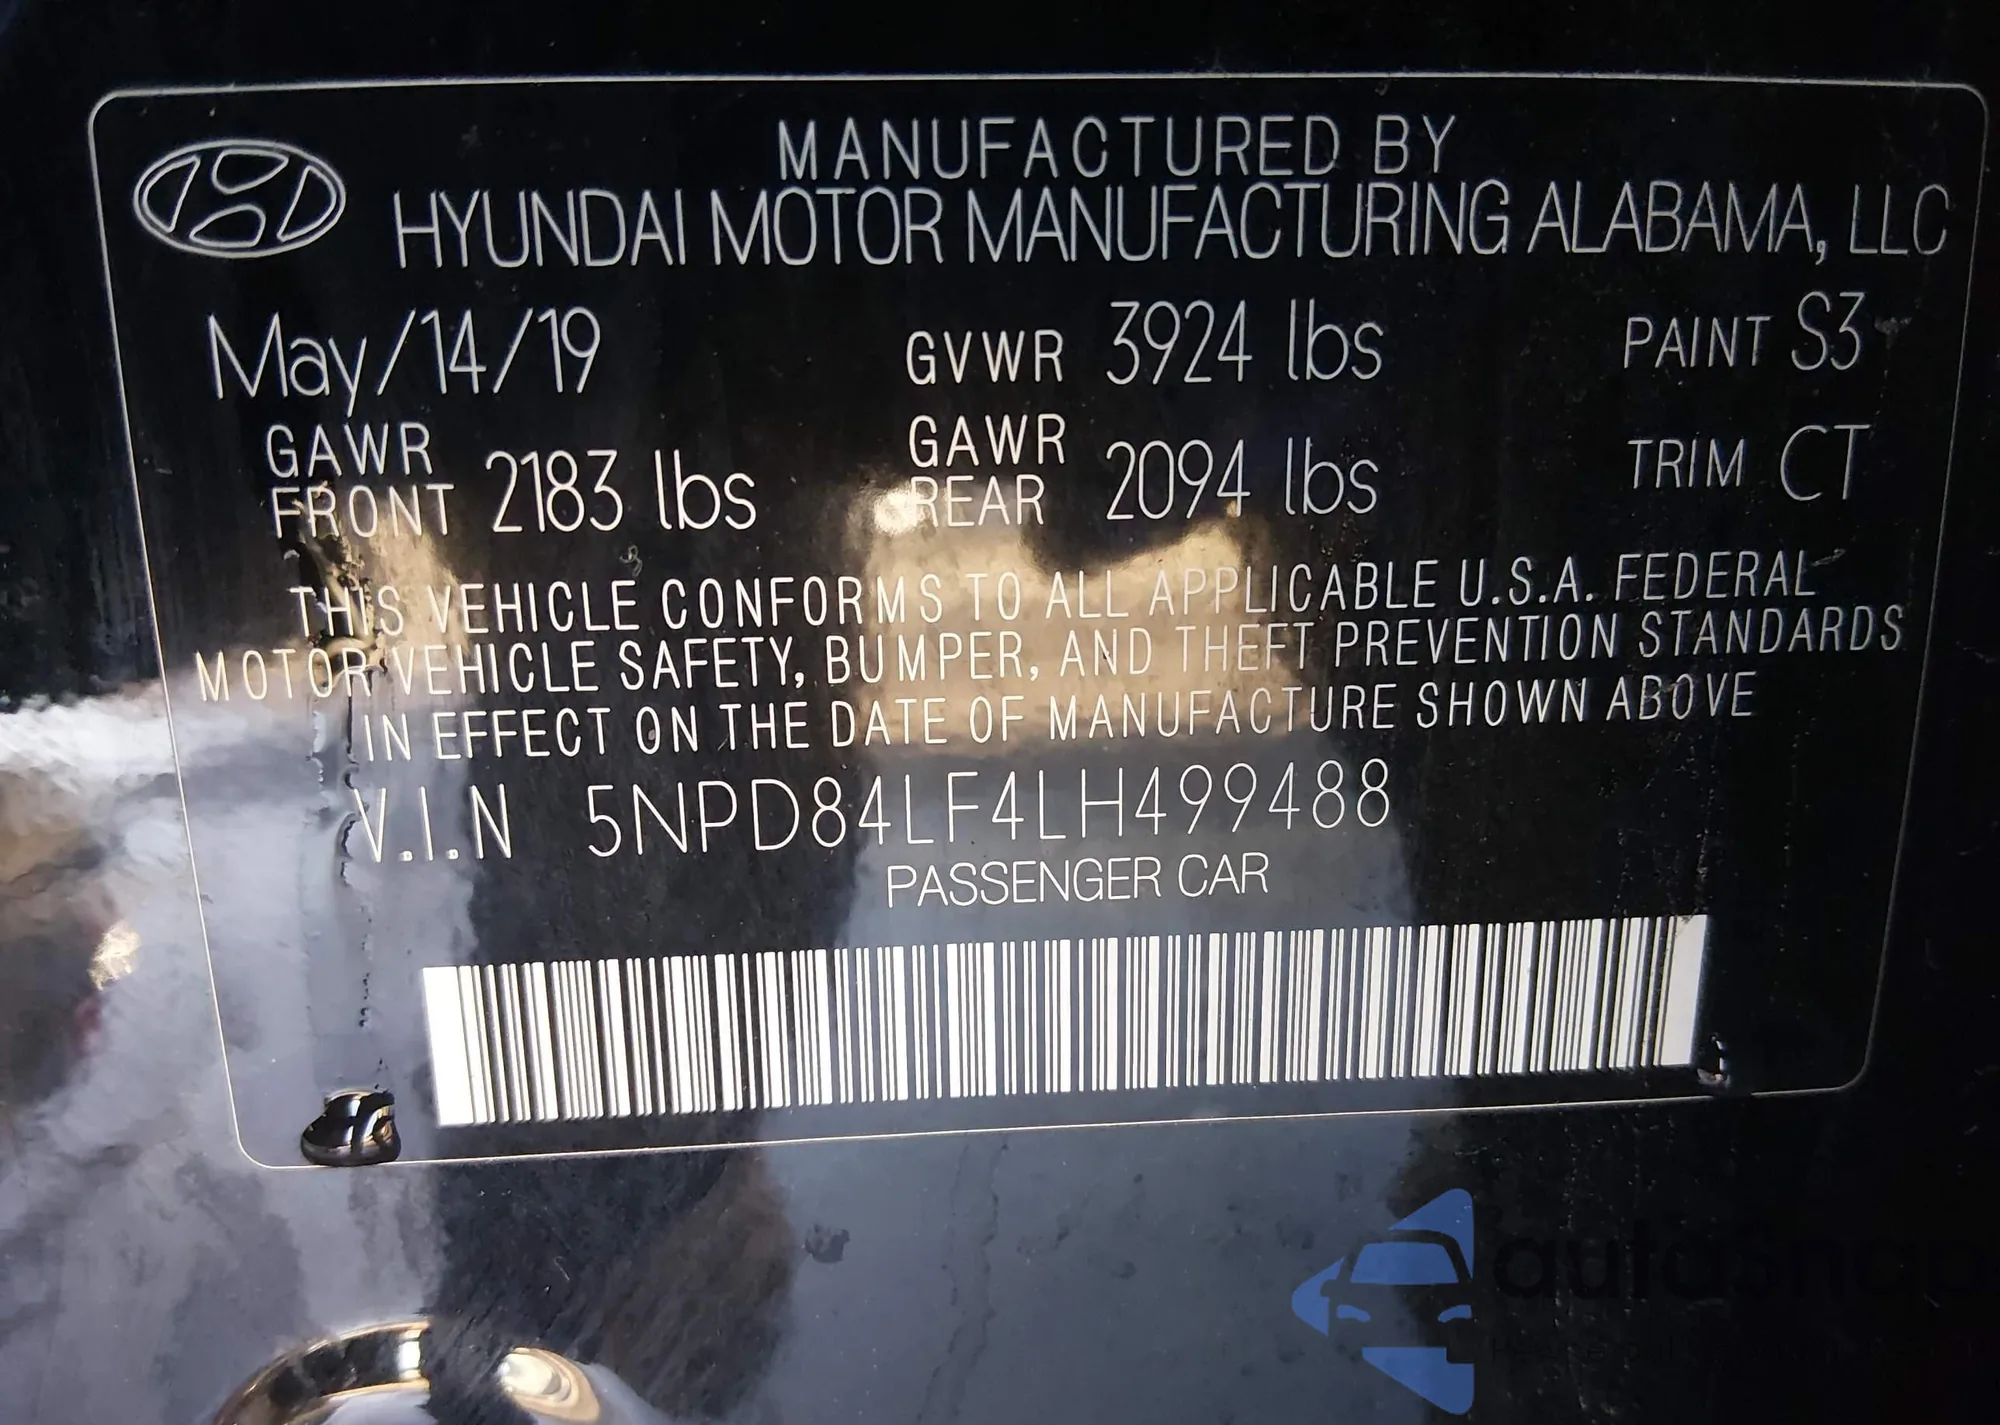 MANUFACTURED BY
HYUNDAI MOTOR MANUFACTURING ALABAMA, LLC
May/14/19 GVWR 3924 lbs PAINT S3
GAWR FRONT 2183 lbs GAWR REAR 2094 lbs TRIM CT
THIS VEHICLE CONFORMS TO ALL APPLICABLE U.S.A. FEDERAL
MOTOR VEHICLE SAFETY, BUMPER, AND THEFT PREVENTION STANDARDS
IN EFFECT ON THE DATE OF MANUFACTURE SHOWN ABOVE
V.I.N 5NPD84LF4LH499488
PASSENGER CAR
autoshop